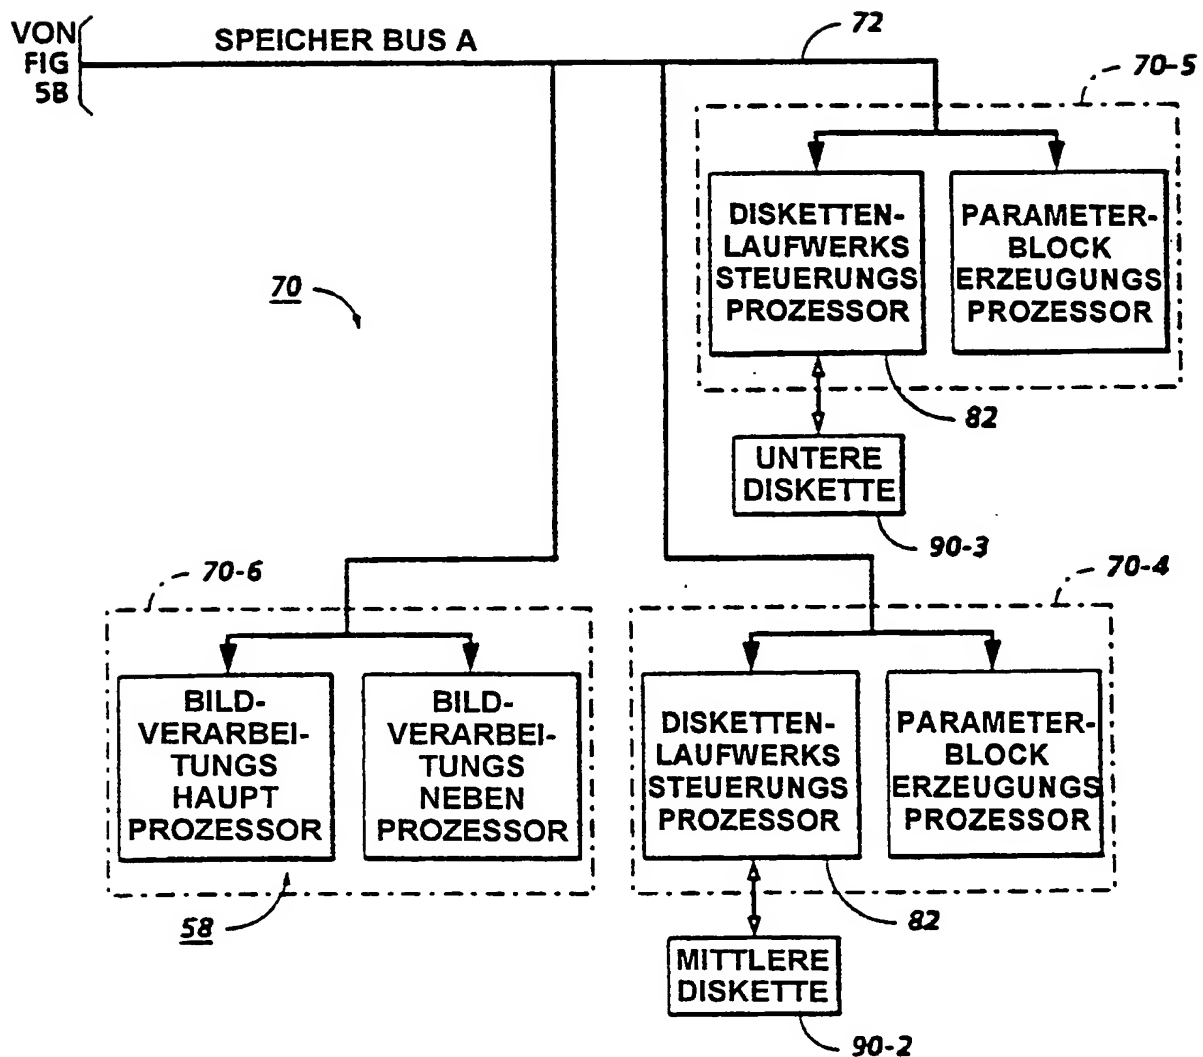 VON
FIG
5B
SPEICHER BUS A
72
70-5
DISKETTEN-
LAUFWERKS
STEUERUNGS
PROZESSOR
PARAMETER-
BLOCK
ERZEUGUNGS
PROZESSOR
70
82
UNTERE
DISKETTE
90-3
70-6
70-4
BILD-
VERARBEI-
TUNGS
HAUPT
PROZESSOR
BILD-
VERARBEI-
TUNGS
NEBEN
PROZESSOR
DISKETTEN-
LAUFWERKS
STEUERUNGS
PROZESSOR
PARAMETER-
BLOCK
ERZEUGUNGS
PROZESSOR
58
82
MITTLERE
DISKETTE
90-2